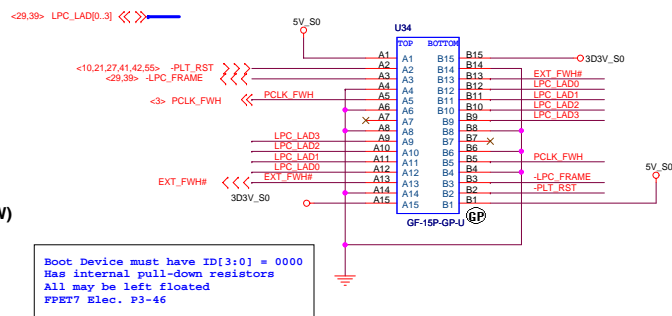 <29,39> LPC_LAD[0..3]
5V_S0
U34
TOP BOTTOM
A1 A1 B15 B15 3D3V_S0
<10,21,27,41,42,55> -PLT_RST A2 A2 B14 B14
<29,39> -LPC_FRAME A3 A3 B13 B13 EXT_FWH#
A4 A4 B12 B12 LPC_LAD0
<3> PCLK_FWH PCLK_FWH A5 A5 B11 B11 LPC_LAD1
A6 A6 B10 B10 LPC_LAD2
A7 A7 B9 B9 LPC_LAD3
A8 A8 B8 B8
LPC_LAD3 A9 A9 B7 B7
LPC_LAD2 A10 A10 B6 B6
LPC_LAD1 A11 A11 B5 B5 PCLK_FWH
LPC_LAD0 A12 A12 B4 B4
EXT_FWH# EXT_FWH# A13 A13 B3 B3 -LPC_FRAME
A14 A14 B2 B2 -PLT_RST
3D3V_S0 A15 A15 B1 B1 5V_S0
GF-15P-GP-U
GP
Boot Device must have ID[3:0] = 0000
Has internal pull-down resistors
All may be left floated
FPET7 Elec. P3-46